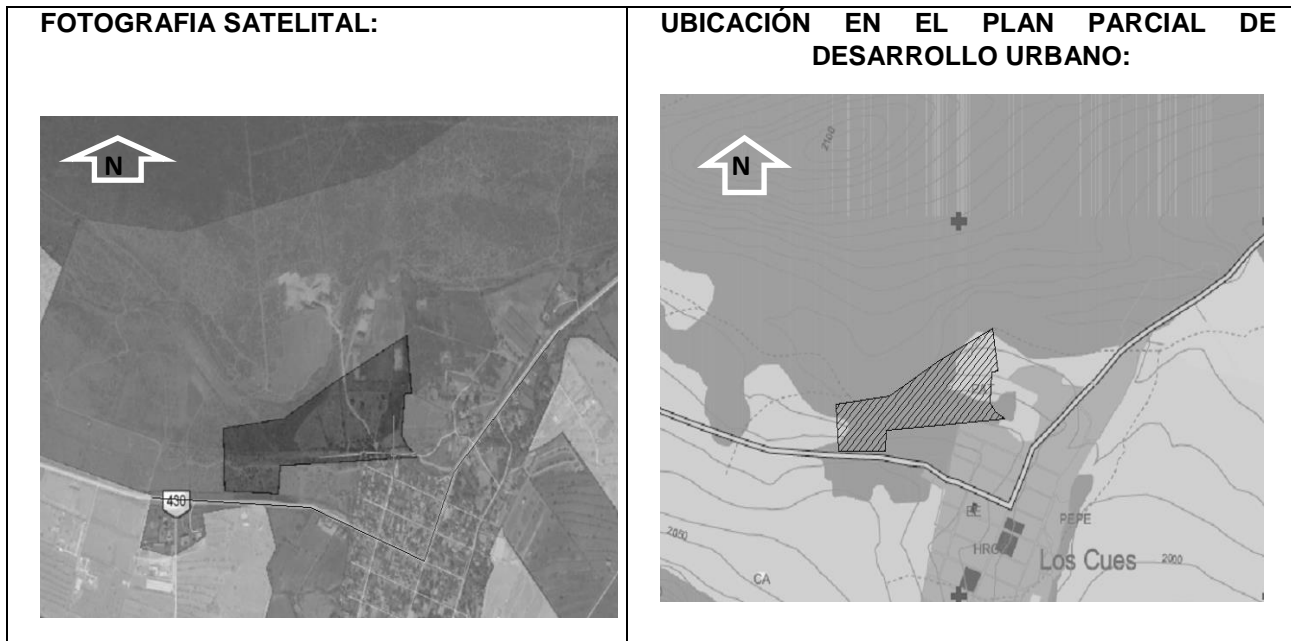 FOTOGRAFIA SATELITAL:
N
430
UBICACIÓN EN EL PLAN PARCIAL DE
DESARROLLO URBANO:
N
2100
EE
PEPE
HRC
Los Cues
2050
2000
CA